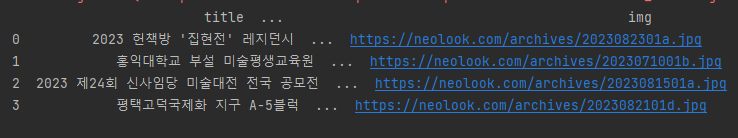 title ... img
0 2023 헌책방 '집현전' 레지던시 ... https://neolook.com/archives/2023082301a.jpg
1 홍익대학교 부설 미술평생교육원 ... https://neolook.com/archives/2023071001b.jpg
2 2023 제24회 신사임당 미술대전 전국 공모전 ... https://neolook.com/archives/2023081501a.jpg
3 평택고덕국제화 지구 A-5블럭 ... https://neolook.com/archives/2023082101d.jpg